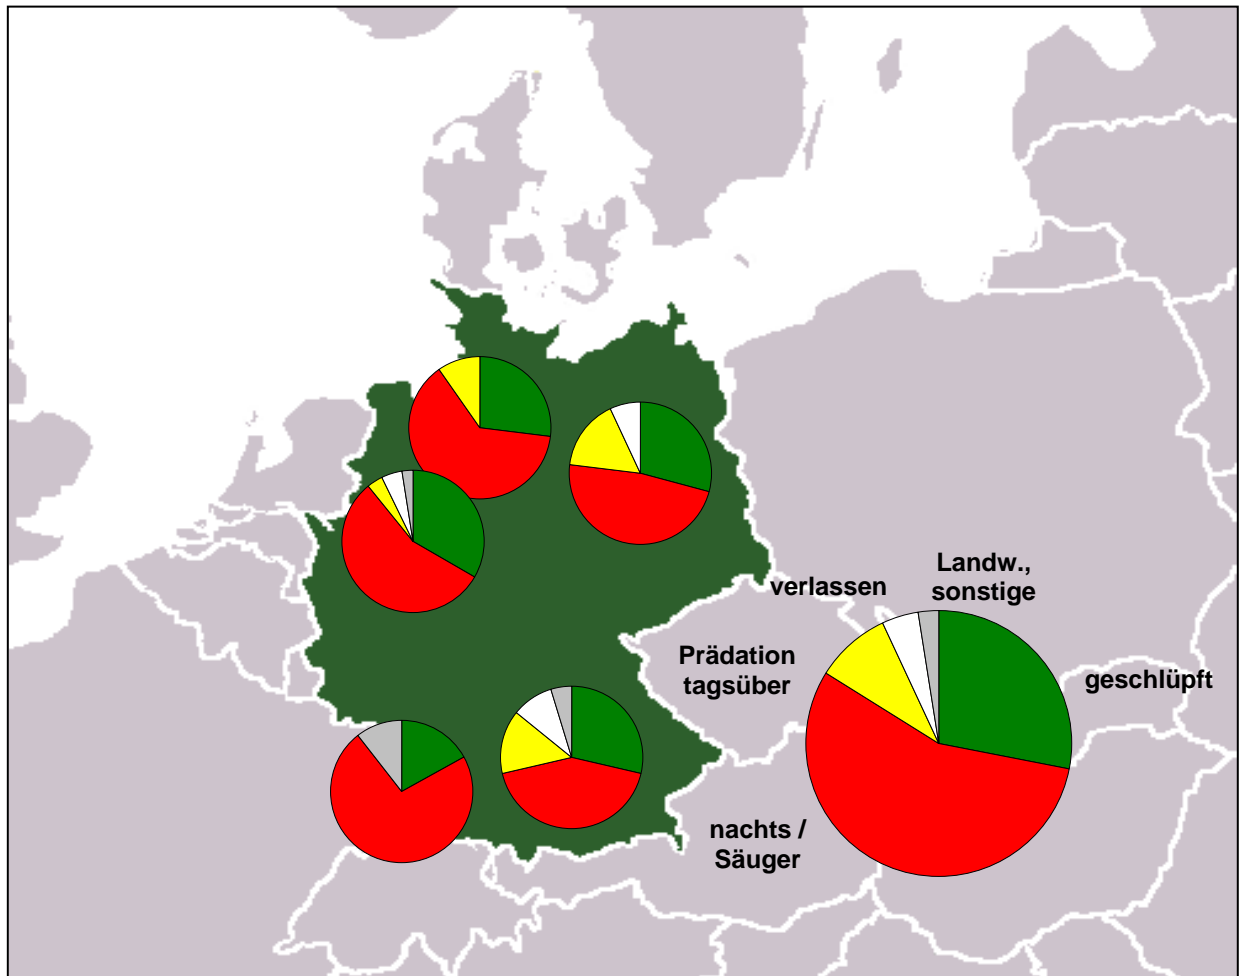 Landw.,
sonstige
verlassen
Prädation
tagsüber
geschlüpft
nachts /
Säuger